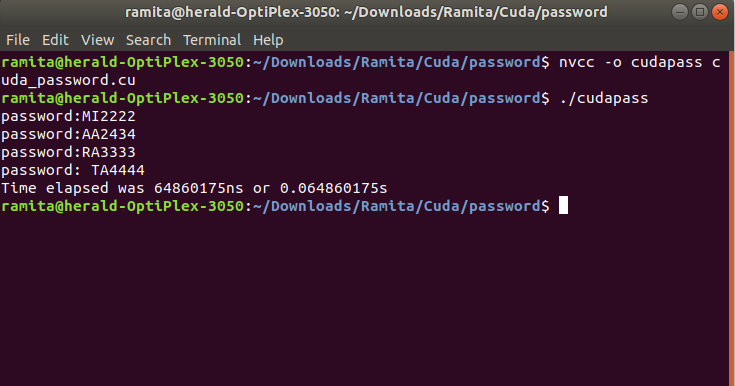 ramita@herald-OptiPlex-3050: ~/Downloads/Ramita/Cuda/password
File Edit View Search Terminal Help
ramita@herald-OptiPlex-3050:~/Downloads/Ramita/Cuda/password$ nvcc -o cudapass c
uda_password.cu
ramita@herald-OptiPlex-3050:~/Downloads/Ramita/Cuda/password$ ./cudapass
password:MI2222
password:AA2434
password:RA3333
password: TA4444
Time elapsed was 64860175ns or 0.064860175s
ramita@herald-OptiPlex-3050:~/Downloads/Ramita/Cuda/password$